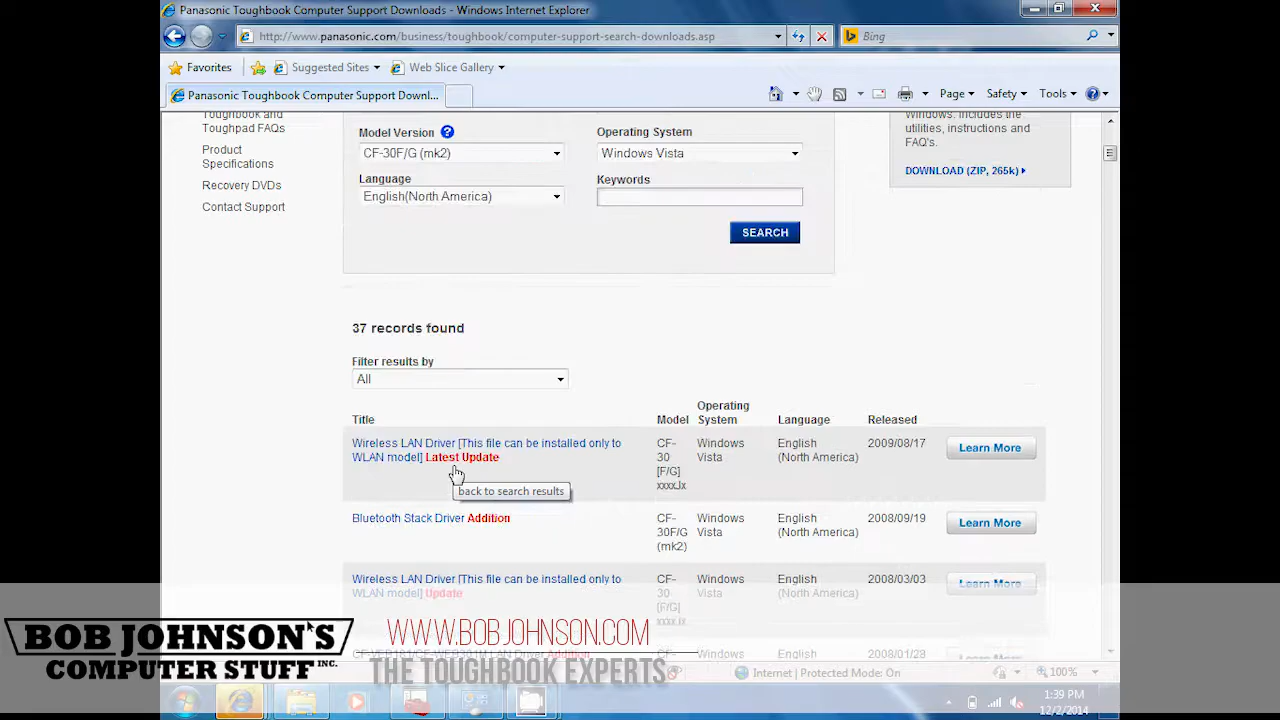 Panasonic Toughbook Computer Support Downloads - Windows Internet Explorer
http://www.panasonic.com/business/toughbook/computer-support-search-downloads.asp
Bing
Favorites
Suggested Sites
Web Slice Gallery
Panasonic Toughbook Computer Support Downl...
Page
Safety
Tools
Toughbook and
Toughpad FAQs
Product
Specifications
Recovery DVDs
Contact Support
Model Version
Operating System
CF-30F/G (mk2)
Windows Vista
Language
Keywords
English(North America)
SEARCH
Windows. Includes the
utilities, instructions and
FAQ's.
DOWNLOAD (ZIP, 265k)
37 records found
Filter results by
All
Title
Model
Operating
System
Language
Released
Wireless LAN Driver [This file can be installed only to
WLAN model] Latest Update
CF-
30
[F/G]
xxxx.ix
Windows
Vista
English
(North America)
2009/08/17
Learn More
back to search results
Bluetooth Stack Driver Addition
CF-
30F/G
(mk2)
Windows
Vista
English
(North America)
2008/09/19
Learn More
Wireless LAN Driver [This file can be installed only to
WLAN model] Update
CF-
30
[F/G]
xxxx.ix
Windows
Vista
English
(North America)
2008/03/03
Learn More
LAN Driver Addition
2008/01/28
Learn More
BOB JOHNSON'S
COMPUTER STUFF INC.
WWW.BOBJOHNSON.COM
THE TOUGHBOOK EXPERTS
Internet | Protected Mode: On
100%
1:39 PM
12/2/2014